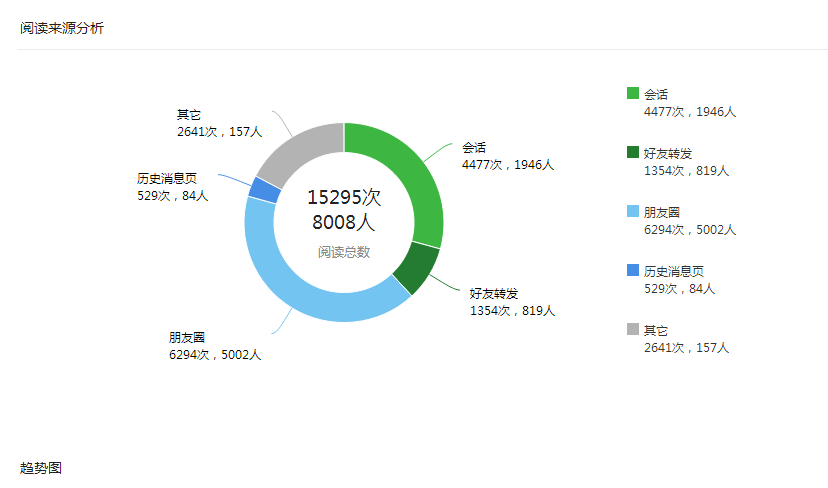 阅读来源分析
其它
2641次，157人
历史消息页
529次，84人
会话
4477次，1946人
15295次
8008人
阅读总数
好友转发
1354次，819人
朋友圈
6294次，5002人
会话
4477次，1946人
好友转发
1354次，819人
朋友圈
6294次，5002人
历史消息页
529次，84人
其它
2641次，157人
趋势图